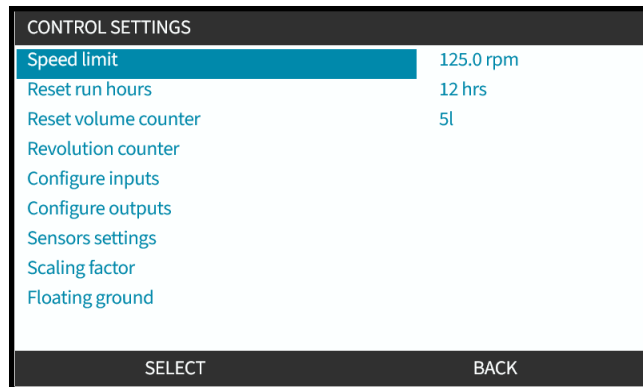 CONTROL SETTINGS
Speed limit 125.0 rpm
Reset run hours 12 hrs
Reset volume counter 5l
Revolution counter
Configure inputs
Configure outputs
Sensors settings
Scaling factor
Floating ground
SELECT BACK